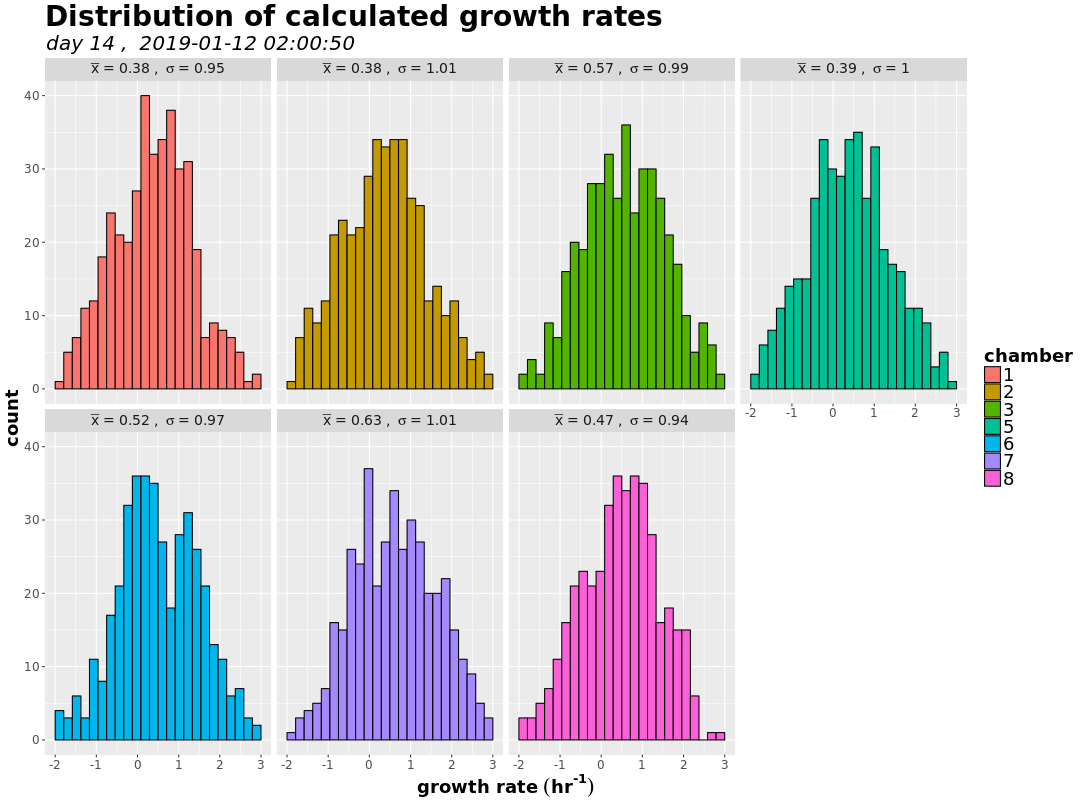 Distribution of calculated growth rates
day 14 , 2019-01-12 02:00:50
x̅ = 0.38 , σ = 0.95
x̅ = 0.38 , σ = 1.01
x̅ = 0.57 , σ = 0.99
x̅ = 0.39 , σ = 1
40
30
20
10
0
-2 -1 0 1 2 3
x̅ = 0.52 , σ = 0.97
x̅ = 0.63 , σ = 1.01
x̅ = 0.47 , σ = 0.94
40
30
20
10
0
-2 -1 0 1 2 3
-2 -1 0 1 2 3
-2 -1 0 1 2 3
count
growth rate (hr⁻¹)
chamber
1
2
3
5
6
7
8